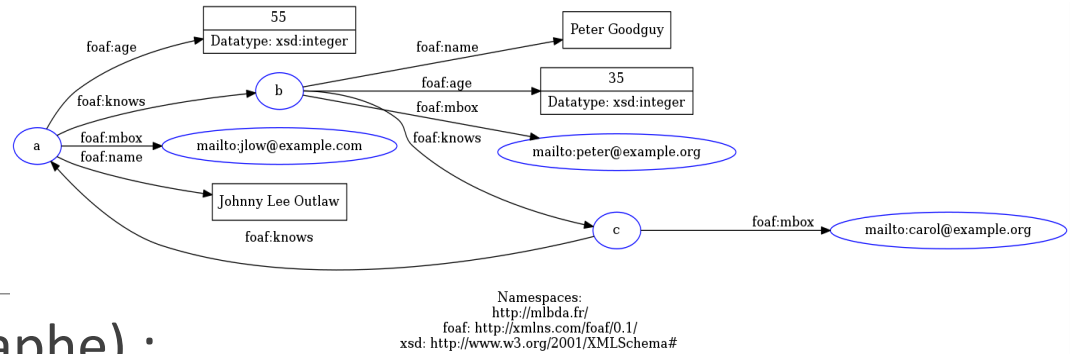 55
Datatype: xsd:integer
foaf:age
Peter Goodguy
foaf:name
foaf:age
35
Datatype: xsd:integer
b
foaf:knows
foaf:mbox
foaf:knows
a
foaf:mbox
mailto:jlow@example.com
mailto:peter@example.org
foaf:name
Johnny Lee Outlaw
foaf:knows
c
foaf:mbox
mailto:carol@example.org
Namespaces:
http://mlbda.fr/
foaf: http://xmlns.com/foaf/0.1/
xsd: http://www.w3.org/2001/XMLSchema#
aphe) :